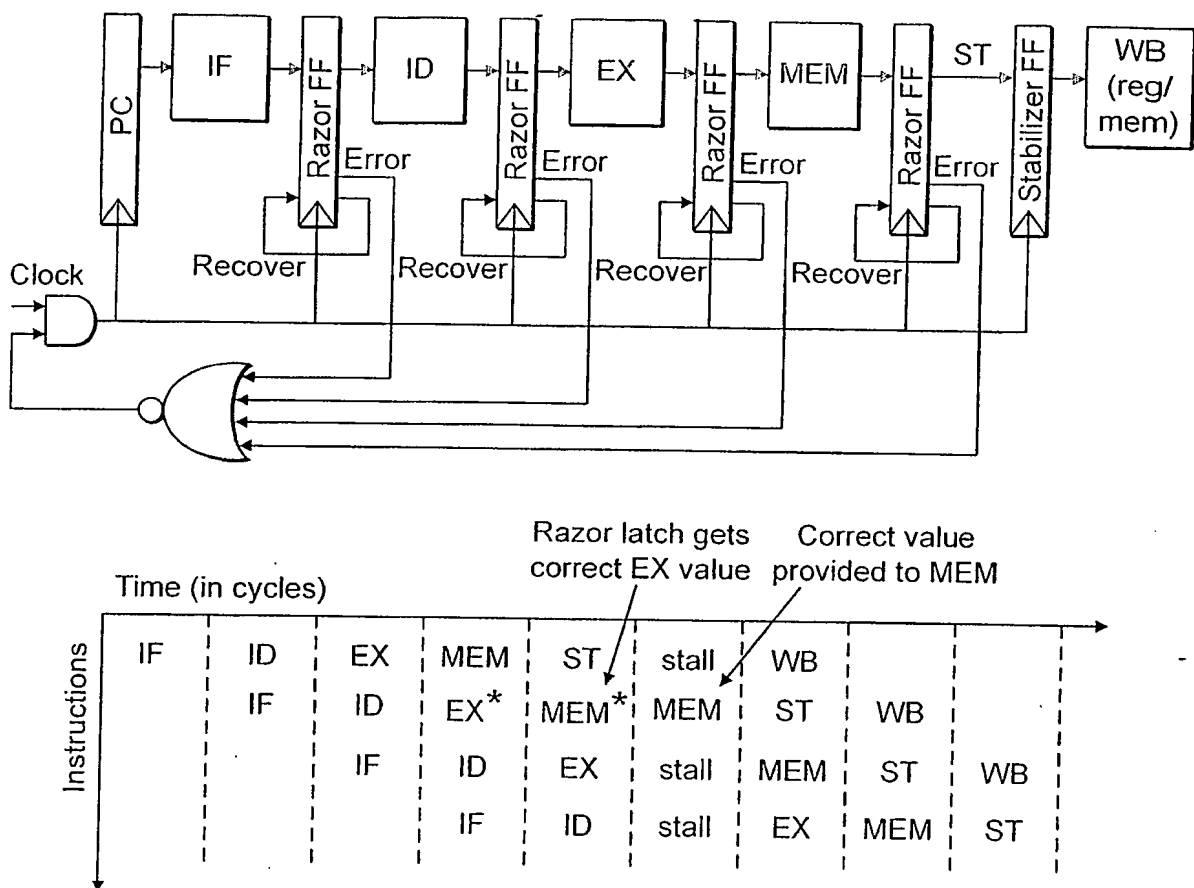 IF
ID
EX
MEM
ST
WB
(reg/
mem)
PC
Razor FF
Razor FF
Razor FF
Razor FF
Stabilizer FF
Error
Error
Error
Error
Recover
Recover
Recover
Recover
Clock
Razor latch gets
correct EX value
Correct value
provided to MEM
Time (in cycles)
Instructions
IF ID EX MEM ST stall WB
IF ID EX* MEM* MEM ST WB
IF ID EX stall MEM ST WB
IF ID stall EX MEM ST